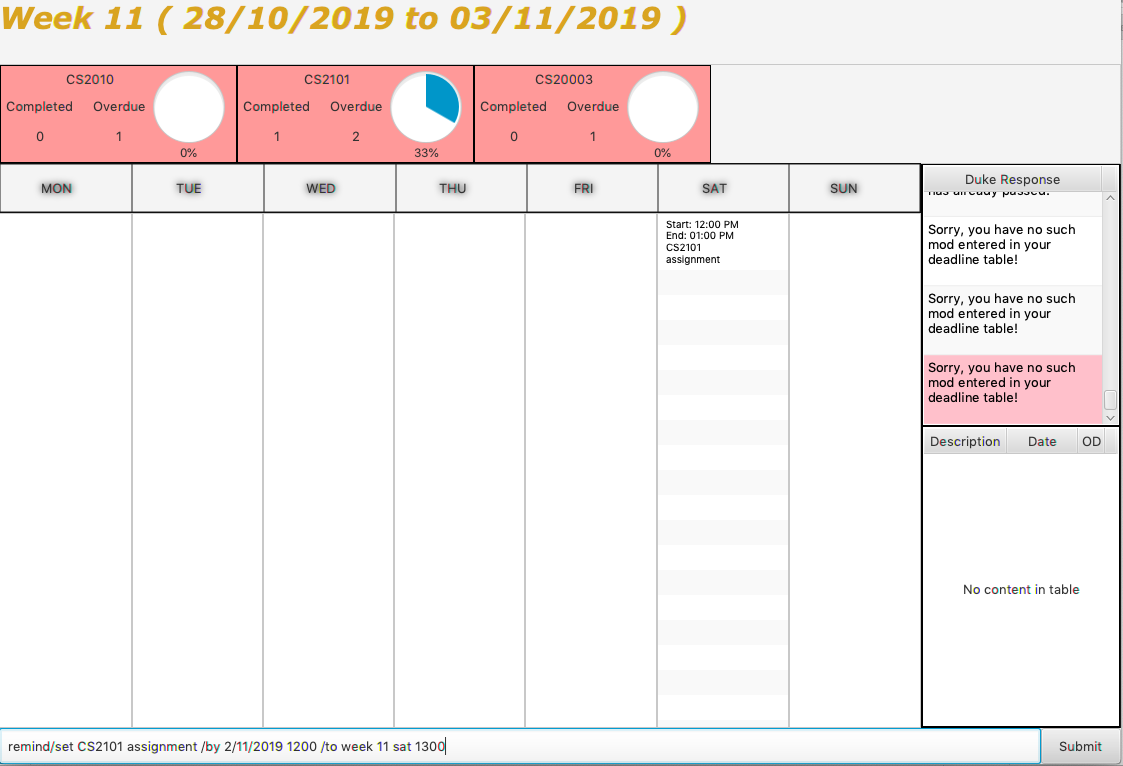 Week 11 ( 28/10/2019 to 03/11/2019 )
CS2010
Completed Overdue
0 1
0%
CS2101
Completed Overdue
1 2
33%
CS20003
Completed Overdue
0 1
0%
MON TUE WED THU FRI SAT SUN
Start: 12:00 PM
End: 01:00 PM
CS2101
assignment
Duke Response
has already passed!
Sorry, you have no such
mod entered in your
deadline table!
Sorry, you have no such
mod entered in your
deadline table!
Sorry, you have no such
mod entered in your
deadline table!
Description Date OD
No content in table
remind/set CS2101 assignment /by 2/11/2019 1200 /to week 11 sat 1300
Submit